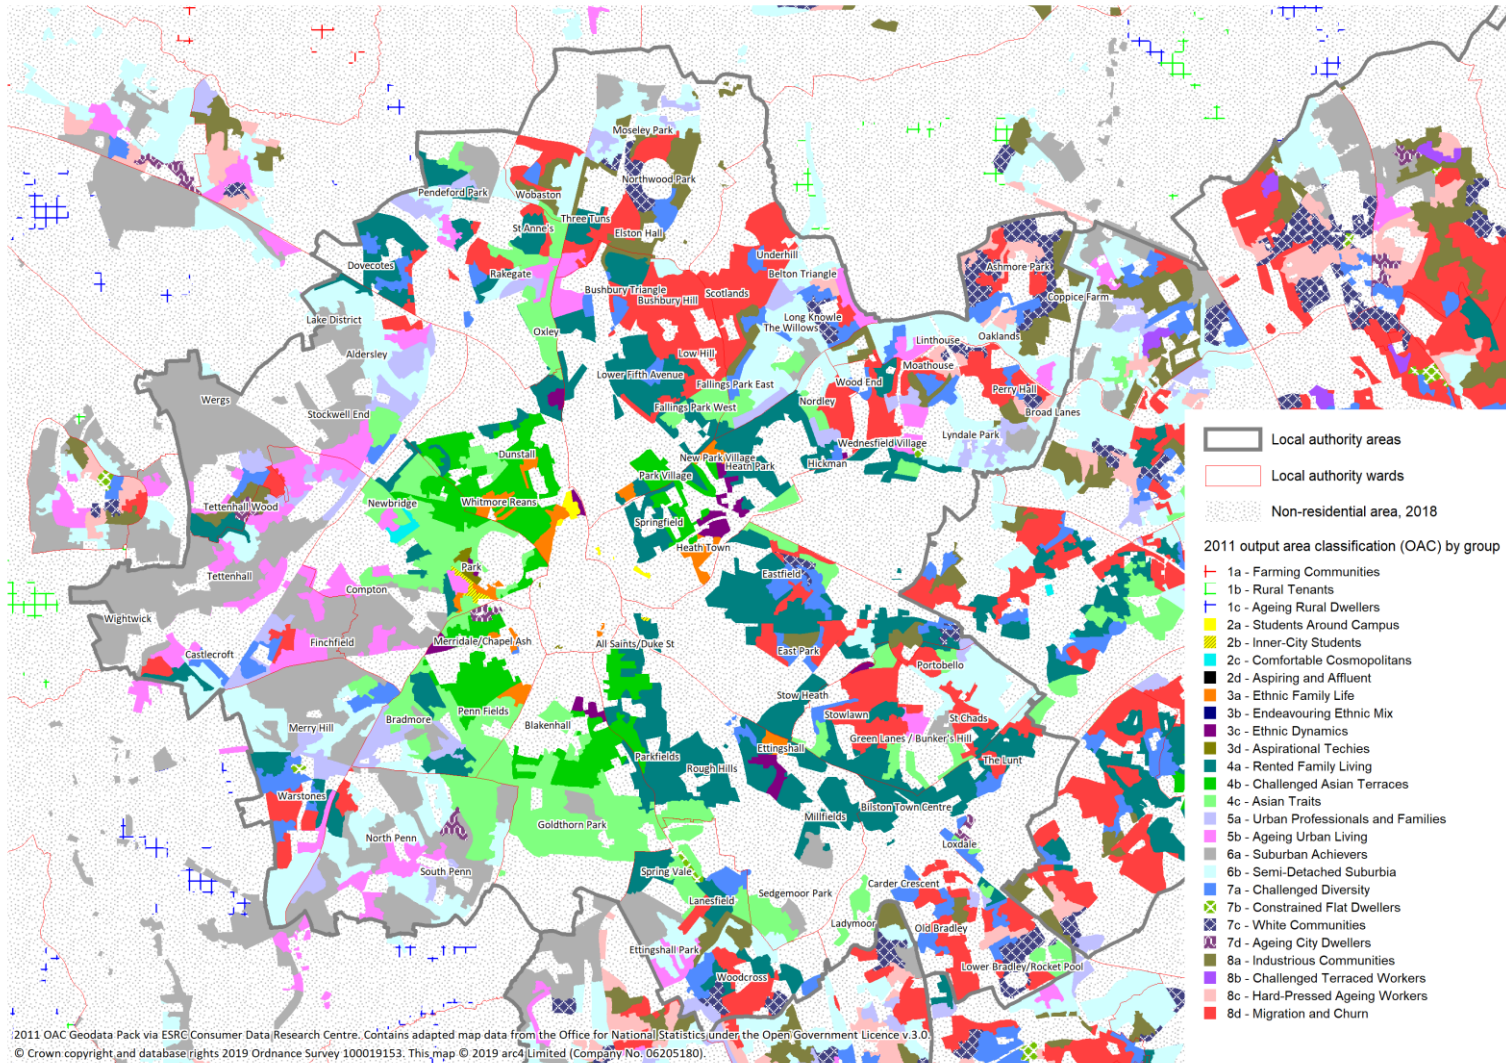 Moseley Park
Northwood Park
Pendeford Park
Wobaston
Three Tuns
St Anne's
Elston Hall
Underhill
Dovecotes
Rakegate
Belton Triangle
Ashmore Park
Bushbury Triangle
Bushbury Hill
Scotlands
Coppice Farm
Lake District
Long Knowle
The Willows
Oxley
Linthouse
Oaklands
Aldersley
Low Hill
Moathouse
Lower Fifth Avenue
Wood End
Fallings Park East
Perry Hall
Wergs
Nordley
Stockwell End
Fallings Park West
Broad Lanes
Lyndale Park
Wednesfield Village
Dunstall
New Park Village
Hickman
Heath Park
Park Village
Newbridge
Whitmore Reans
Tettenhall Wood
Springfield
Heath Town
Park
Eastfield
Tettenhall
Compton
Wightwick
Merridale/Chapel Ash
All Saints/Duke St
Finchfield
East Park
Castlecroft
Portobello
Stow Heath
Penn Fields
Stowlawn
St Chads
Bradmore
Merry Hill
Blakenhall
Green Lanes / Bunker's Hill
Ettingshall
Parkfields
The Lunt
Rough Hills
Warstones
Bilston Town Centre
Millfields
Goldthorn Park
North Penn
Loxdale
South Penn
Spring Vale
Carder Crescent
Sedgemoor Park
Lanesfield
Ladymoor
Old Bradley
Ettingshall Park
Lower Bradley/Rocket Pool
Woodcross
Local authority areas
Local authority wards
Non-residential area, 2018
2011 output area classification (OAC) by group
1a - Farming Communities
1b - Rural Tenants
1c - Ageing Rural Dwellers
2a - Students Around Campus
2b - Inner-City Students
2c - Comfortable Cosmopolitans
2d - Aspiring and Affluent
3a - Ethnic Family Life
3b - Endeavouring Ethnic Mix
3c - Ethnic Dynamics
3d - Aspirational Techies
4a - Rented Family Living
4b - Challenged Asian Terraces
4c - Asian Traits
5a - Urban Professionals and Families
5b - Ageing Urban Living
6a - Suburban Achievers
6b - Semi-Detached Suburbia
7a - Challenged Diversity
7b - Constrained Flat Dwellers
7c - White Communities
7d - Ageing City Dwellers
8a - Industrious Communities
8b - Challenged Terraced Workers
8c - Hard-Pressed Ageing Workers
8d - Migration and Churn
2011 OAC Geodata Pack via ESRC Consumer Data Research Centre. Contains adapted map data from the Office for National Statistics under the Open Government Licence v.3.0.
© Crown copyright and database rights 2019 Ordnance Survey 100019153. This map © 2019 arc4 Limited (Company No. 06205180).